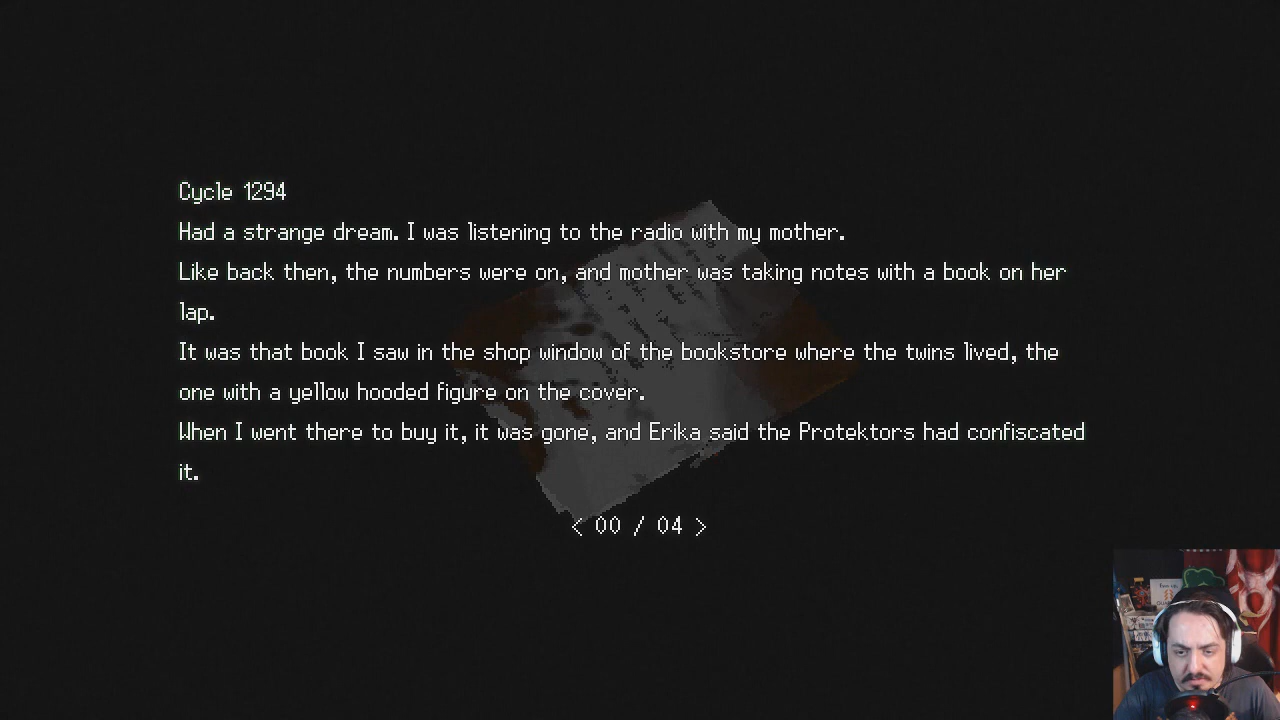 Cycle 1294
Had a strange dream. I was listening to the radio with my mother.
Like back then, the numbers were on, and mother was taking notes with a book on her
lap.
It was that book I saw in the shop window of the bookstore where the twins lived, the
one with a yellow hooded figure on the cover.
When I went there to buy it, it was gone, and Erika said the Protektors had confiscated
it.
< 00 / 04 >